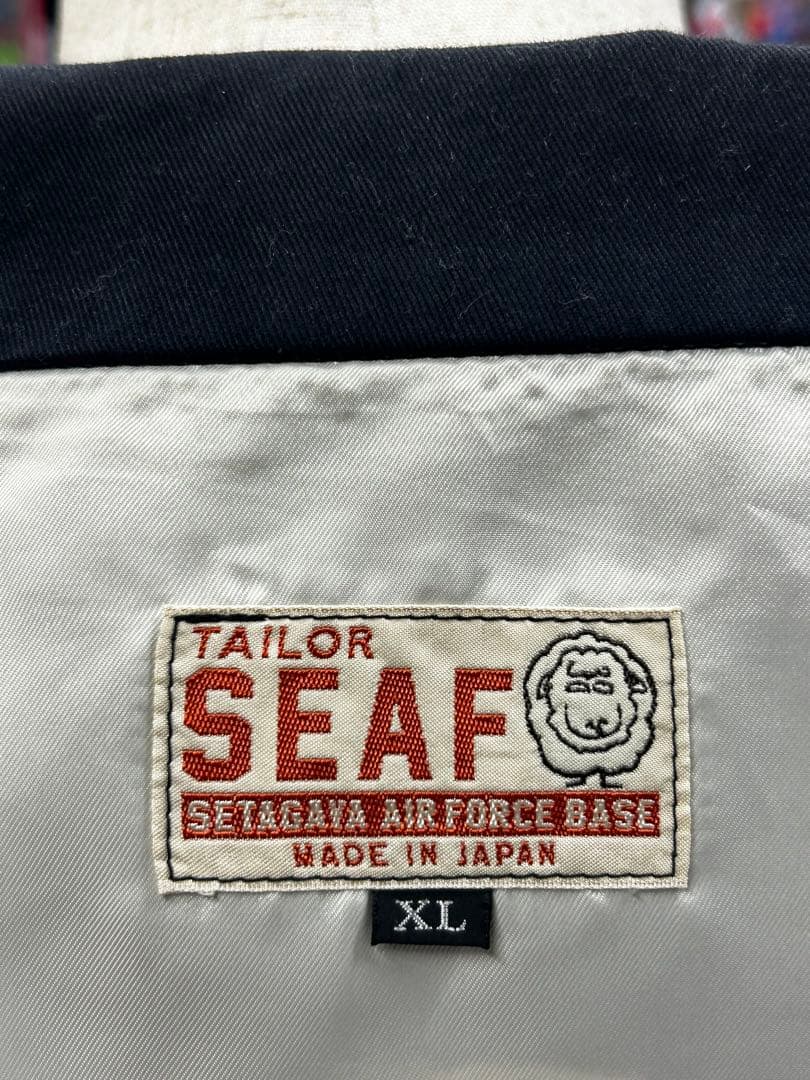 TAILOR
SEAF
SETAGAYA AIR FORCE BASE
MADE IN JAPAN
XL